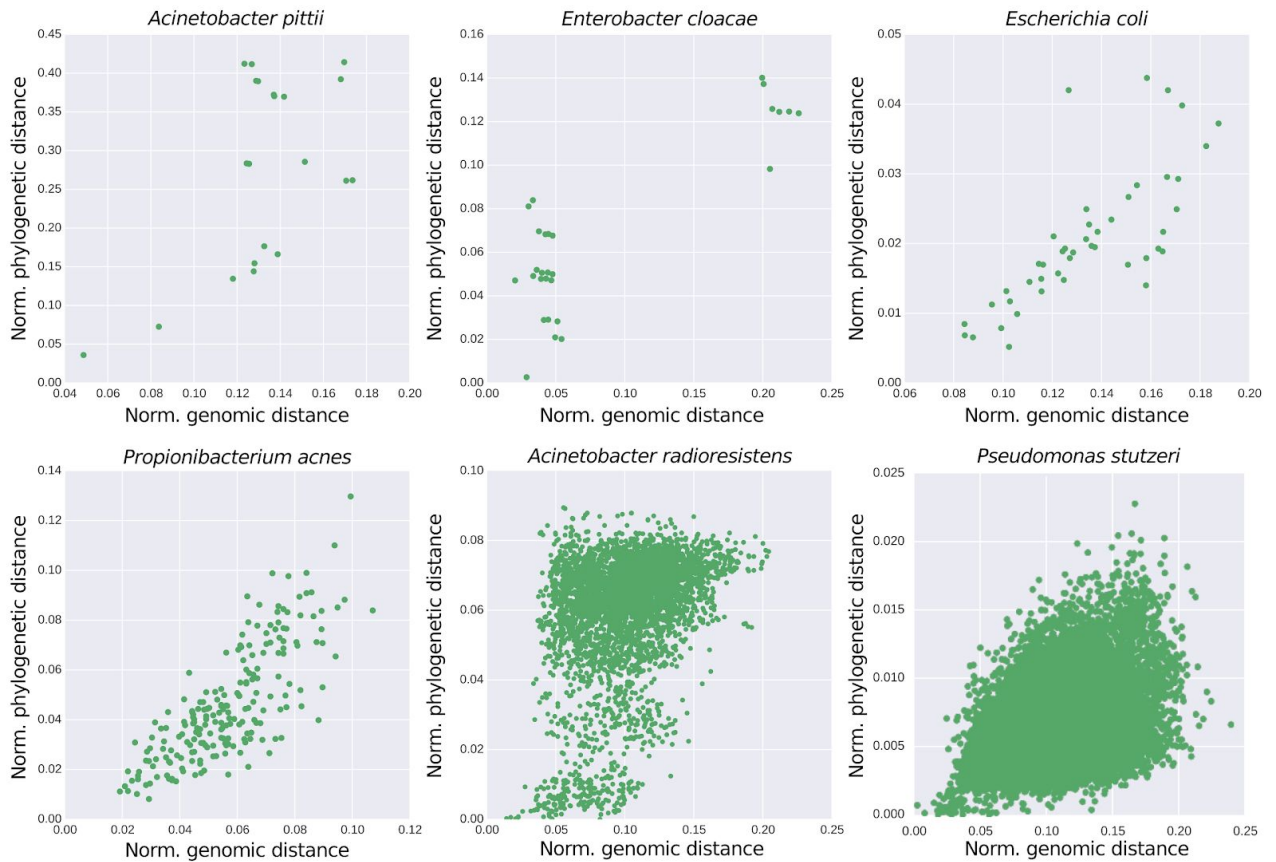 Acinetobacter pittii
Norm. phylogenetic distance
0.45
0.40
0.35
0.30
0.25
0.20
0.15
0.10
0.05
0.00
0.04 0.06 0.08 0.10 0.12 0.14 0.16 0.18 0.20
Norm. genomic distance
Enterobacter cloacae
Norm. phylogenetic distance
0.16
0.14
0.12
0.10
0.08
0.06
0.04
0.02
0.00
0.00 0.05 0.10 0.15 0.20 0.25
Norm. genomic distance
Escherichia coli
Norm. phylogenetic distance
0.05
0.04
0.03
0.02
0.01
0.00
0.06 0.08 0.10 0.12 0.14 0.16 0.18 0.20
Norm. genomic distance
Propionibacterium acnes
Norm. phylogenetic distance
0.14
0.12
0.10
0.08
0.06
0.04
0.02
0.00
0.00 0.02 0.04 0.06 0.08 0.10 0.12
Norm. genomic distance
Acinetobacter radioresistens
Norm. phylogenetic distance
0.10
0.08
0.06
0.04
0.02
0.00
0.00 0.05 0.10 0.15 0.20 0.25
Norm. genomic distance
Pseudomonas stutzeri
Norm. phylogenetic distance
0.025
0.020
0.015
0.010
0.005
0.000
0.00 0.05 0.10 0.15 0.20 0.25
Norm. genomic distance